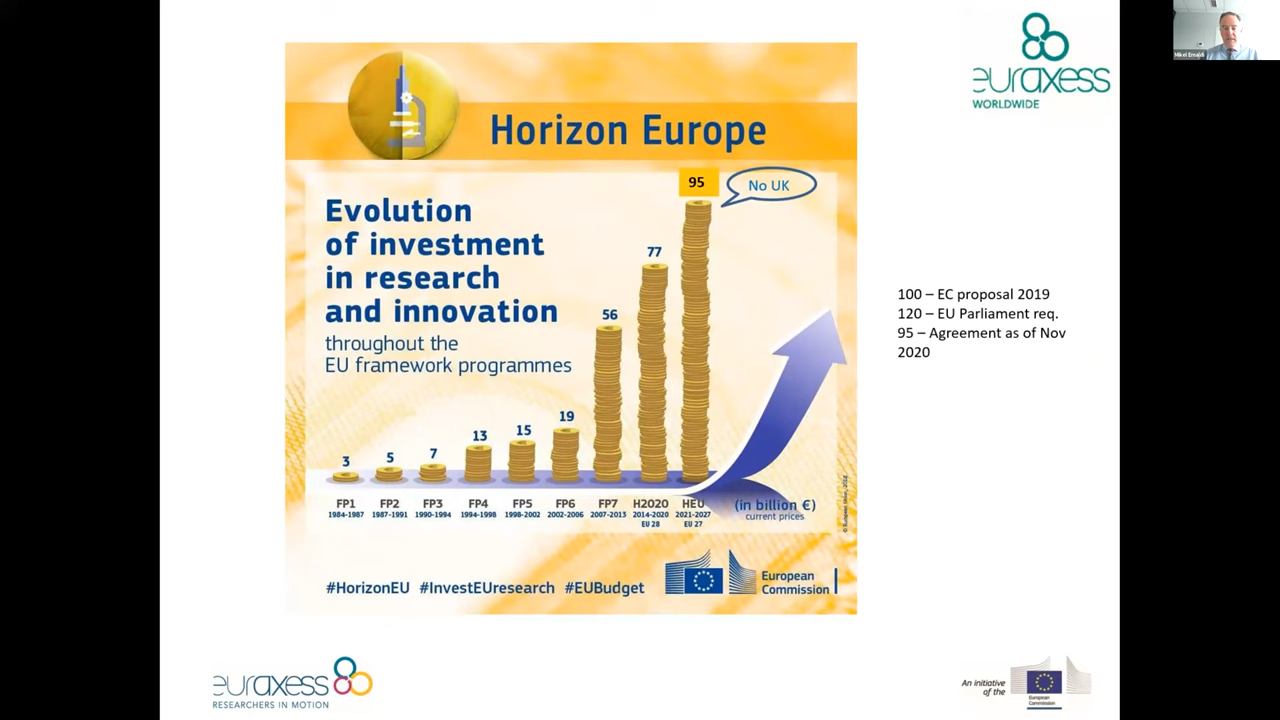 Horizon Europe
Evolution
of investment
in research
and innovation
throughout the
EU framework programmes
95
No UK
77
56
19
15
13
7
5
3
FP1 FP2 FP3 FP4 FP5 FP6 FP7 H2020 HEU (in billion €)
1984-1987 1987-1991 1990-1994 1994-1998 1998-2002 2002-2006 2007-2013 2014-2020 2021-2027 current prices
EU 28 EU 27
#HorizonEU #InvestEUresearch #EUBudget
European
Commission
euraxess
WORLDWIDE
Mikel Emaldi
100 – EC proposal 2019
120 – EU Parliament req.
95 – Agreement as of Nov
2020
euraxess
RESEARCHERS IN MOTION
An initiative
of the
European
Commission